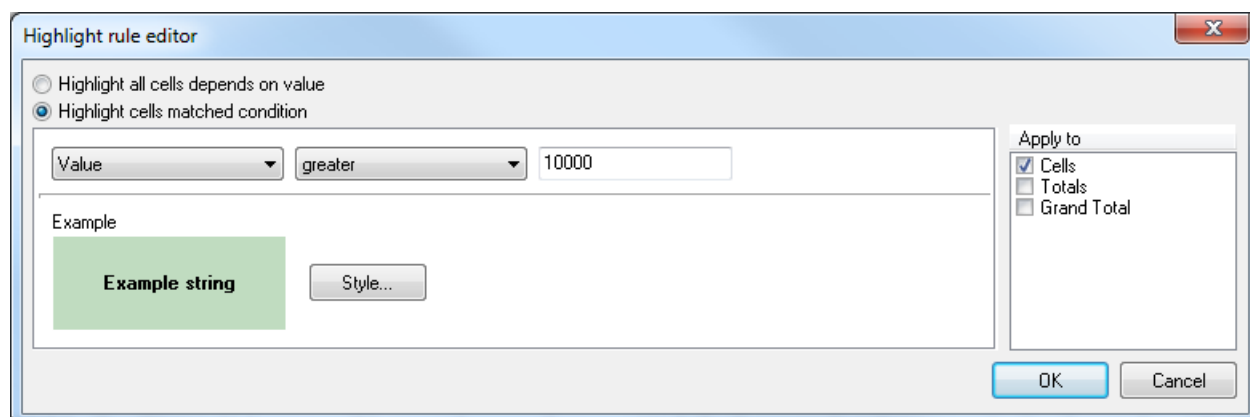 Highlight rule editor
Highlight all cells depends on value
Highlight cells matched condition
Value greater 10000
Example
Example string Style...
Apply to
Cells
Totals
Grand Total
OK Cancel